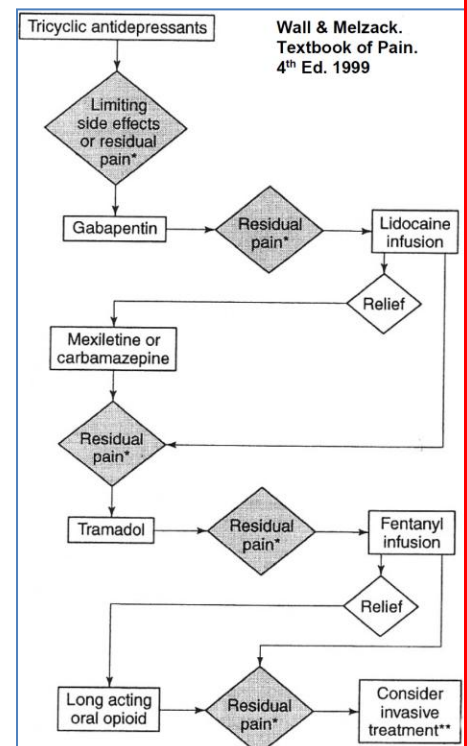 Tricyclic antidepressants
Wall & Melzack.
Textbook of Pain.
4th Ed. 1999
Limiting
side effects
or residual
pain*
Gabapentin
Residual
pain*
Lidocaine
infusion
Relief
Mexiletine or
carbamazepine
Residual
pain*
Tramadol
Residual
pain*
Fentanyl
infusion
Relief
Long acting
oral opioid
Residual
pain*
Consider
invasive
treatment**